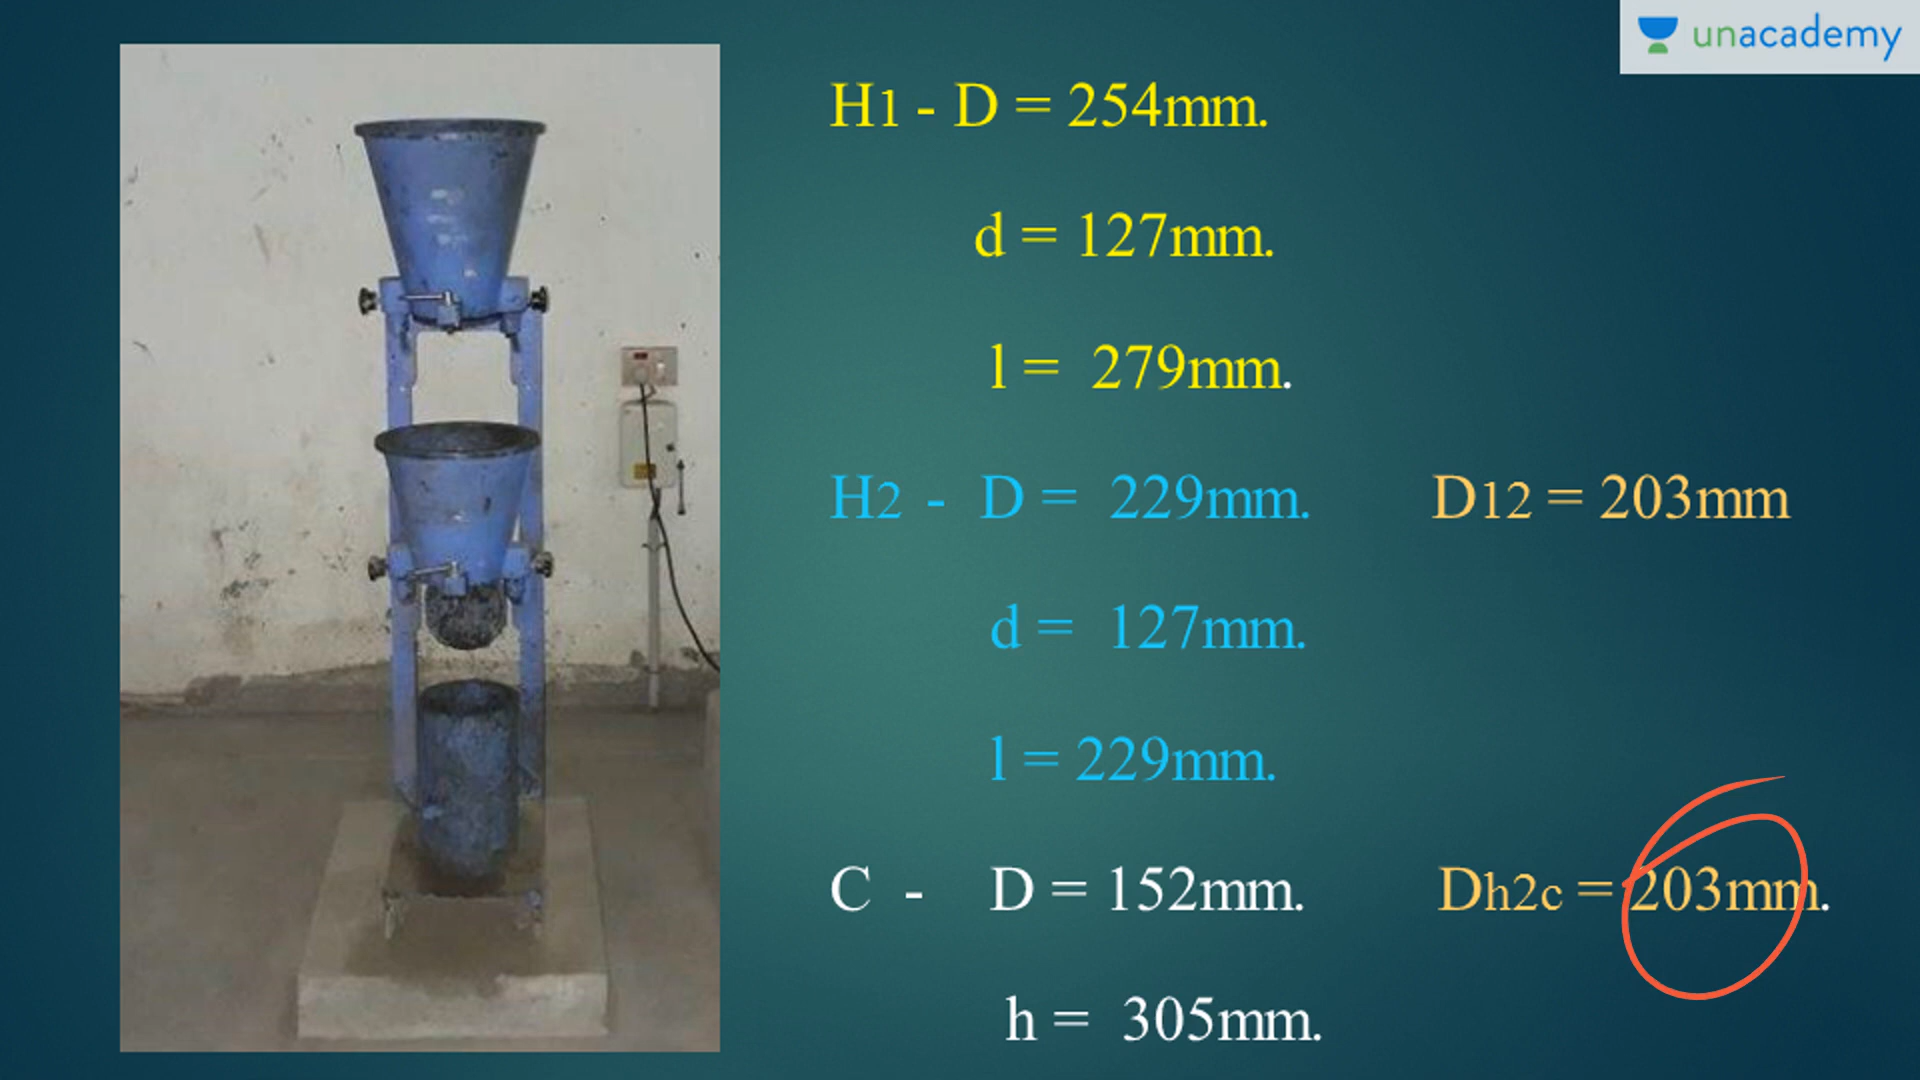 unacademy
H1 - D = 254mm.
d = 127mm.
l = 279mm.
H2 - D = 229mm. D12 = 203mm
d = 127mm.
l = 229mm.
C - D = 152mm. Dh2c = 203mm.
h = 305mm.